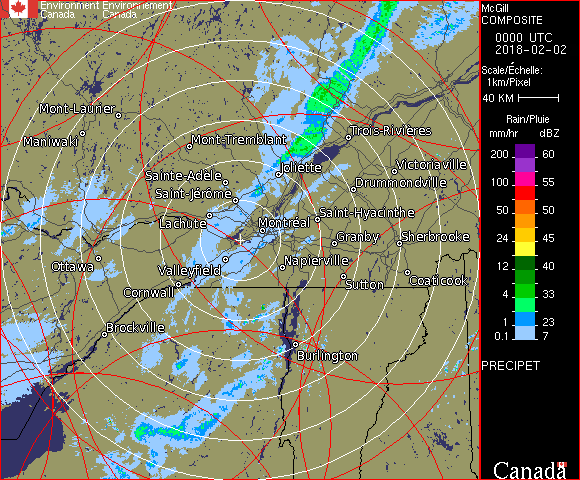 Environment Environnement
Canada Canada
McGill
COMPOSITE
0000 UTC
2018-02-02
Scale/Échelle:
1km/Pixel
40 KM
Rain/Pluie
mm/hr dBZ
200 60
100 55
50 50
24 45
12 40
4 33
1 23
0.1 7
PRECIPET
Canada
Mont-Laurier
Maniwaki
Mont-Tremblant
Trois-Rivières
Joliette
Victoriaville
Sainte-Adèle
Drummondville
Saint-Jérôme
Lachute
Saint-Hyacinthe
Montréal
Granby
Sherbrooke
Ottawa
Valleyfield
Napierville
Cornwall
Sutton
Coaticook
Brockville
Burlington